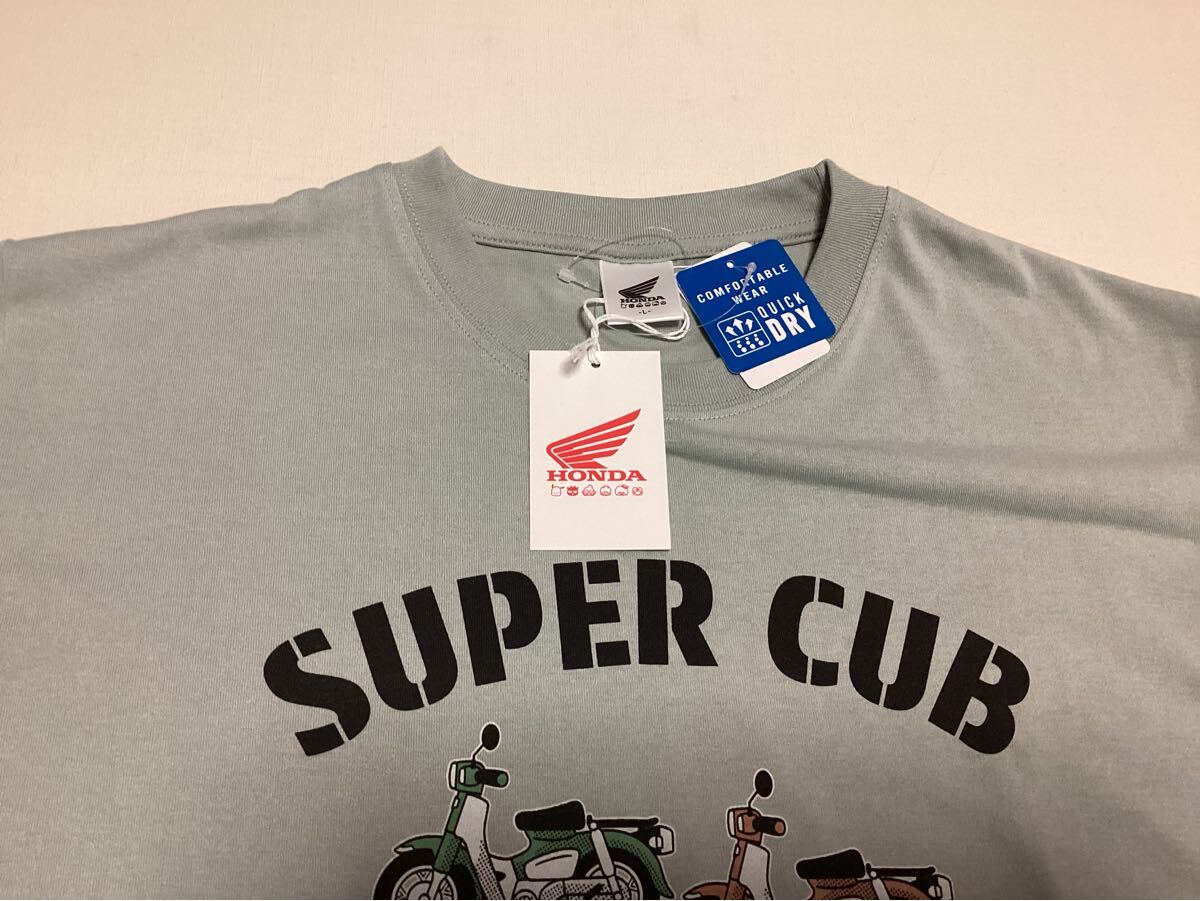 HONDA
-L-
COMFORTABLE
WEAR
QUICK
DRY
HONDA
SUPER CUB